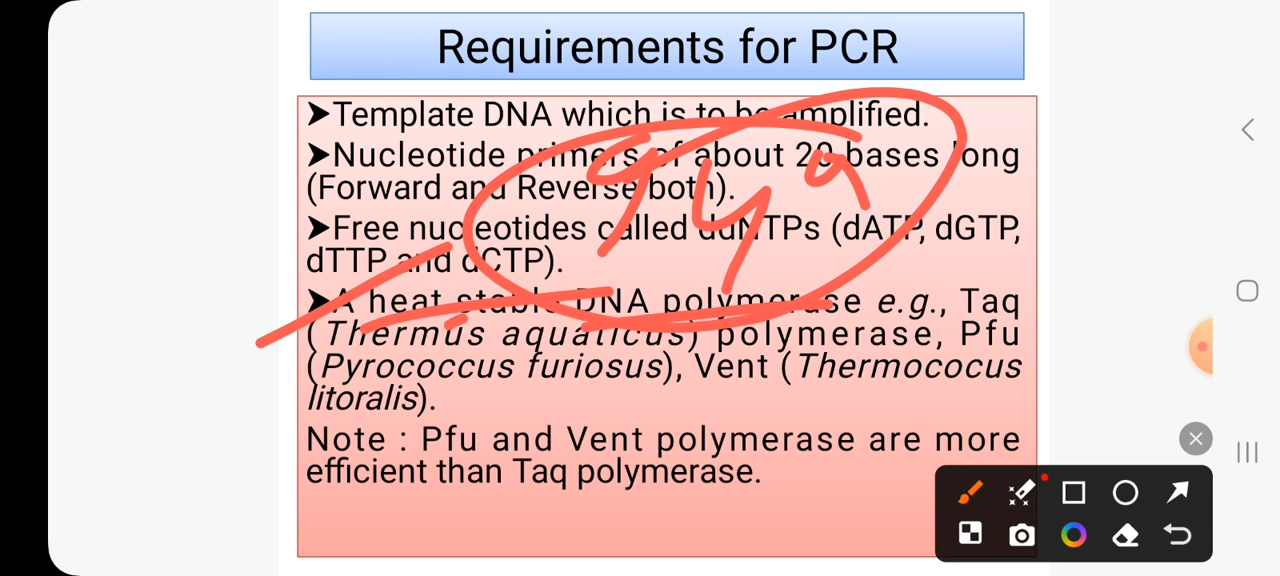 Requirements for PCR
➤Template DNA which is to be amplified.
➤Nucleotide primers of about 20 bases long
(Forward and Reverse both).
➤Free nucleotides called ddNTPs (dATP, dGTP,
dTTP and dCTP).
➤A heat stable DNA polymerase e.g., Taq
(Thermus aquaticus) polymerase, Pfu
(Pyrococcus furiosus), Vent (Thermococus
litoralis).
Note : Pfu and Vent polymerase are more
efficient than Taq polymerase.